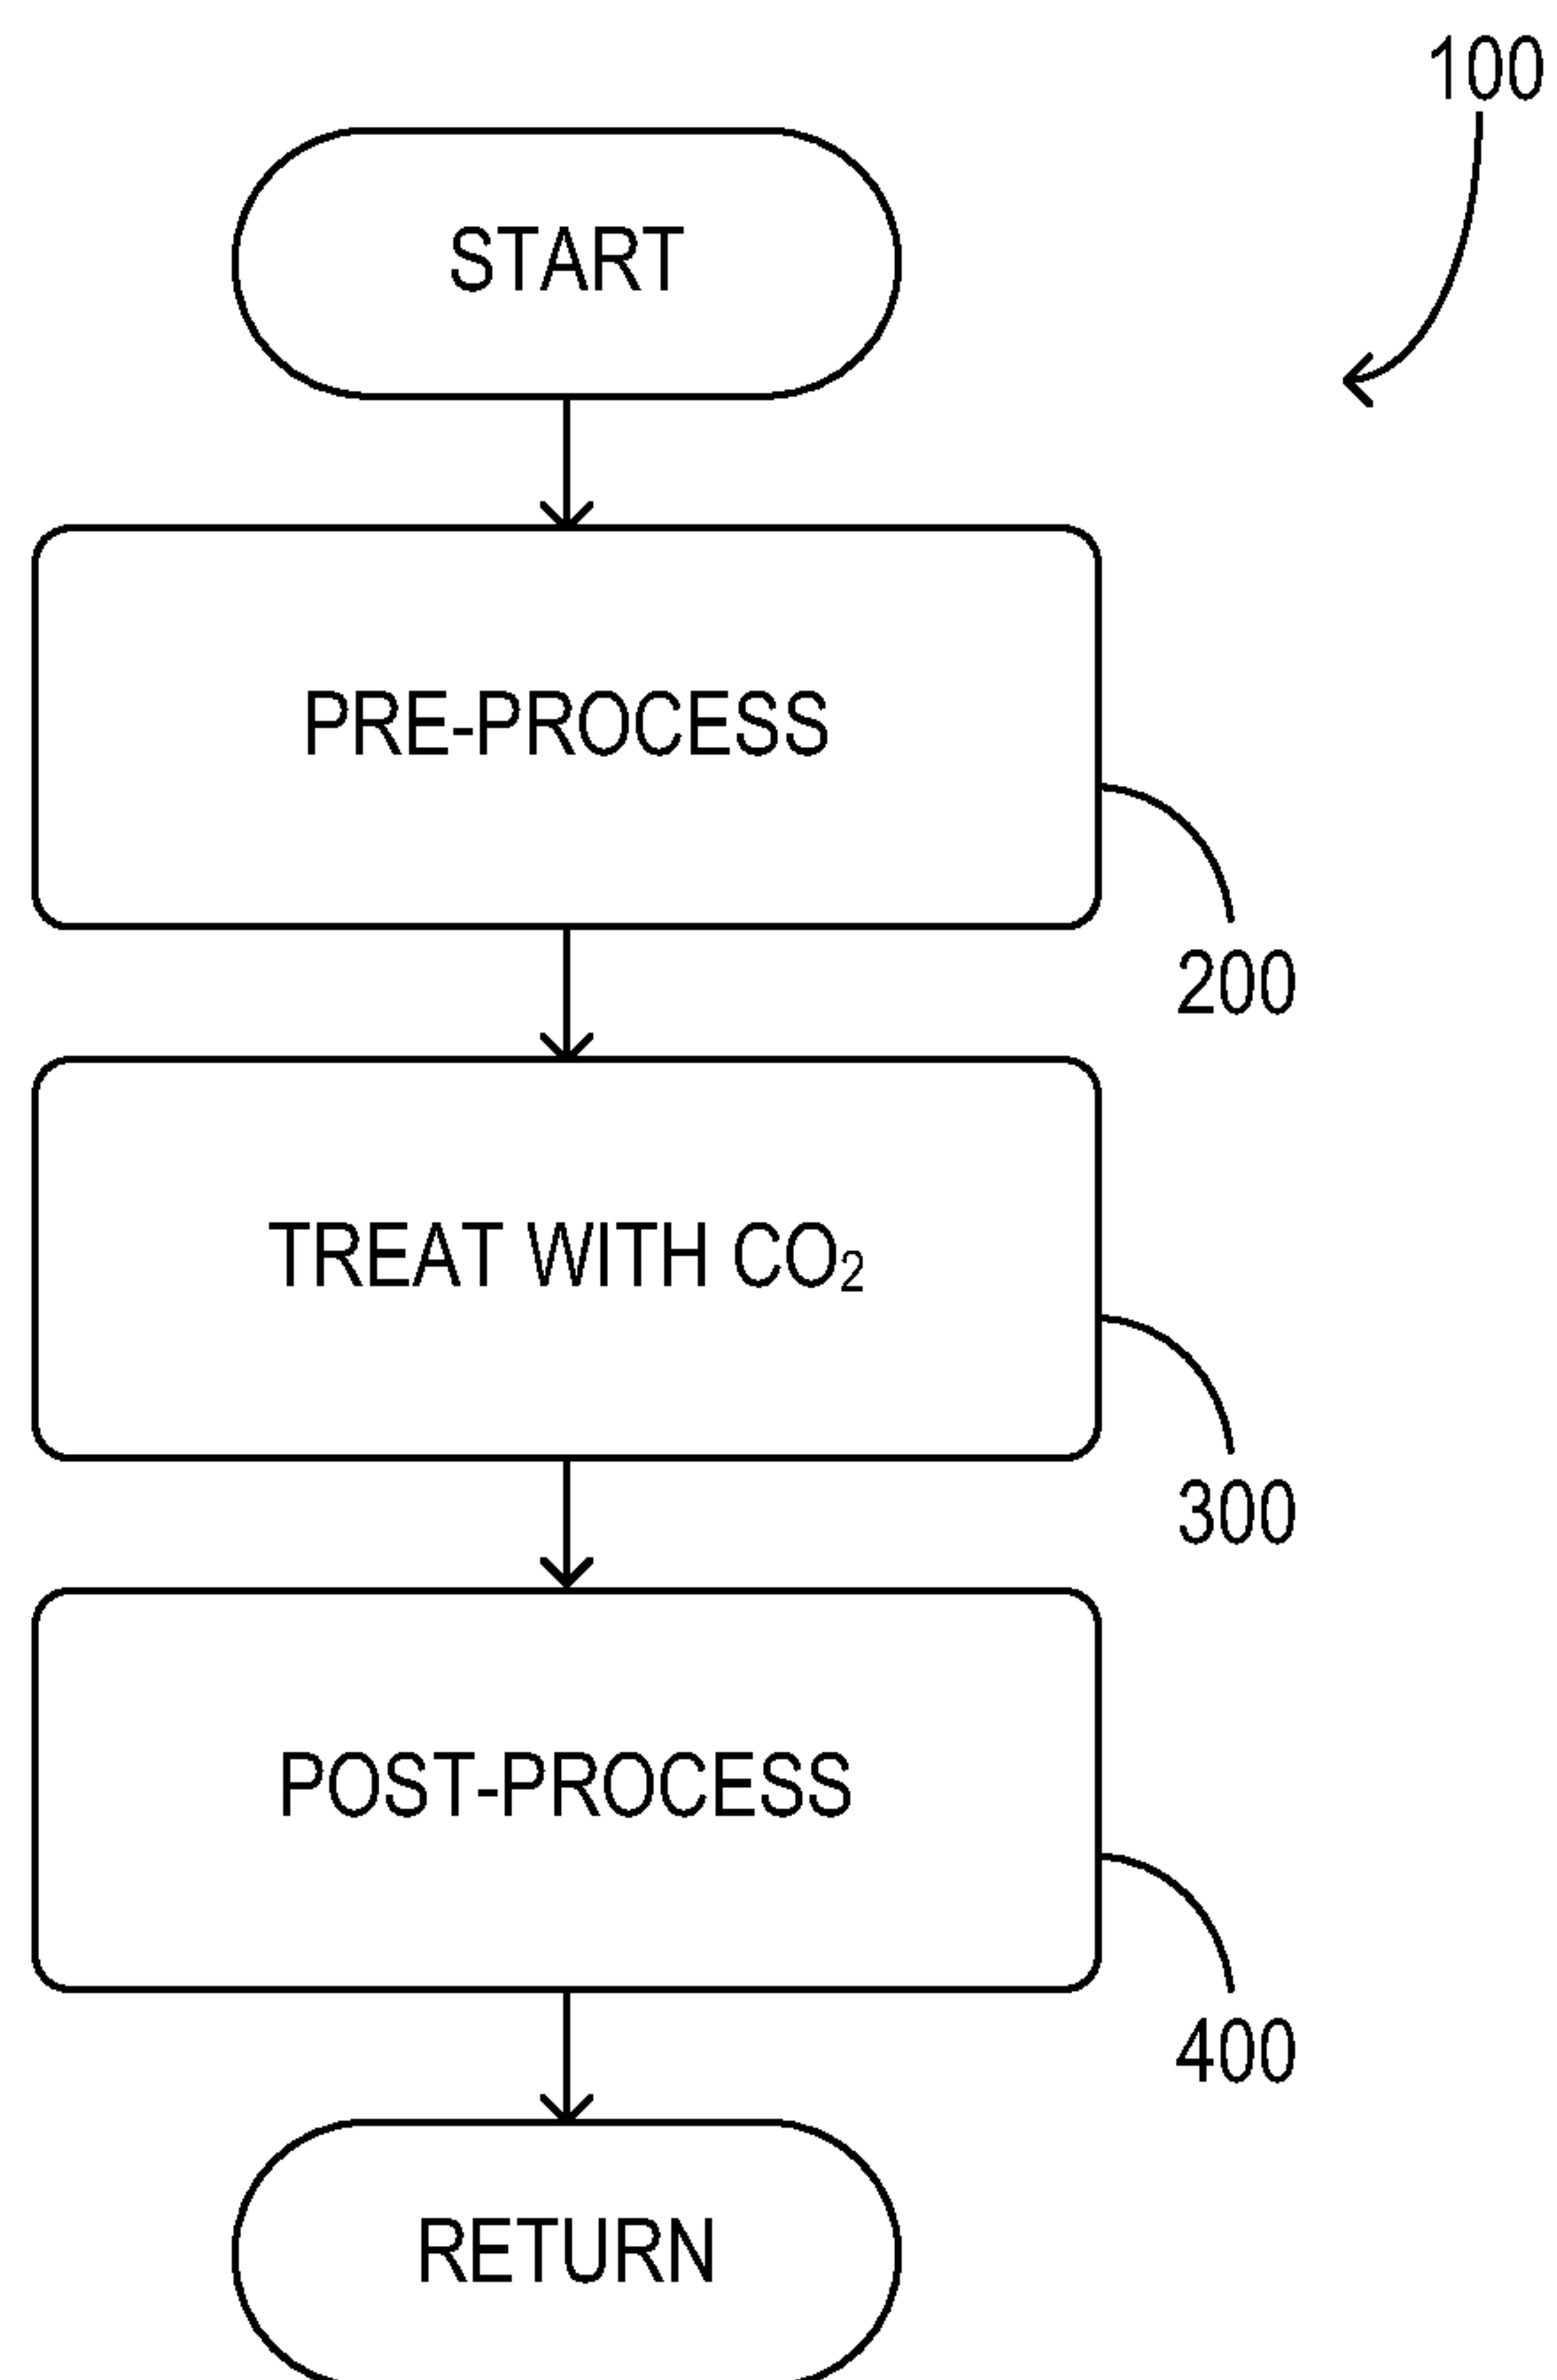 100
START
PRE-PROCESS
200
TREAT WITH CO₂
300
POST-PROCESS
400
RETURN